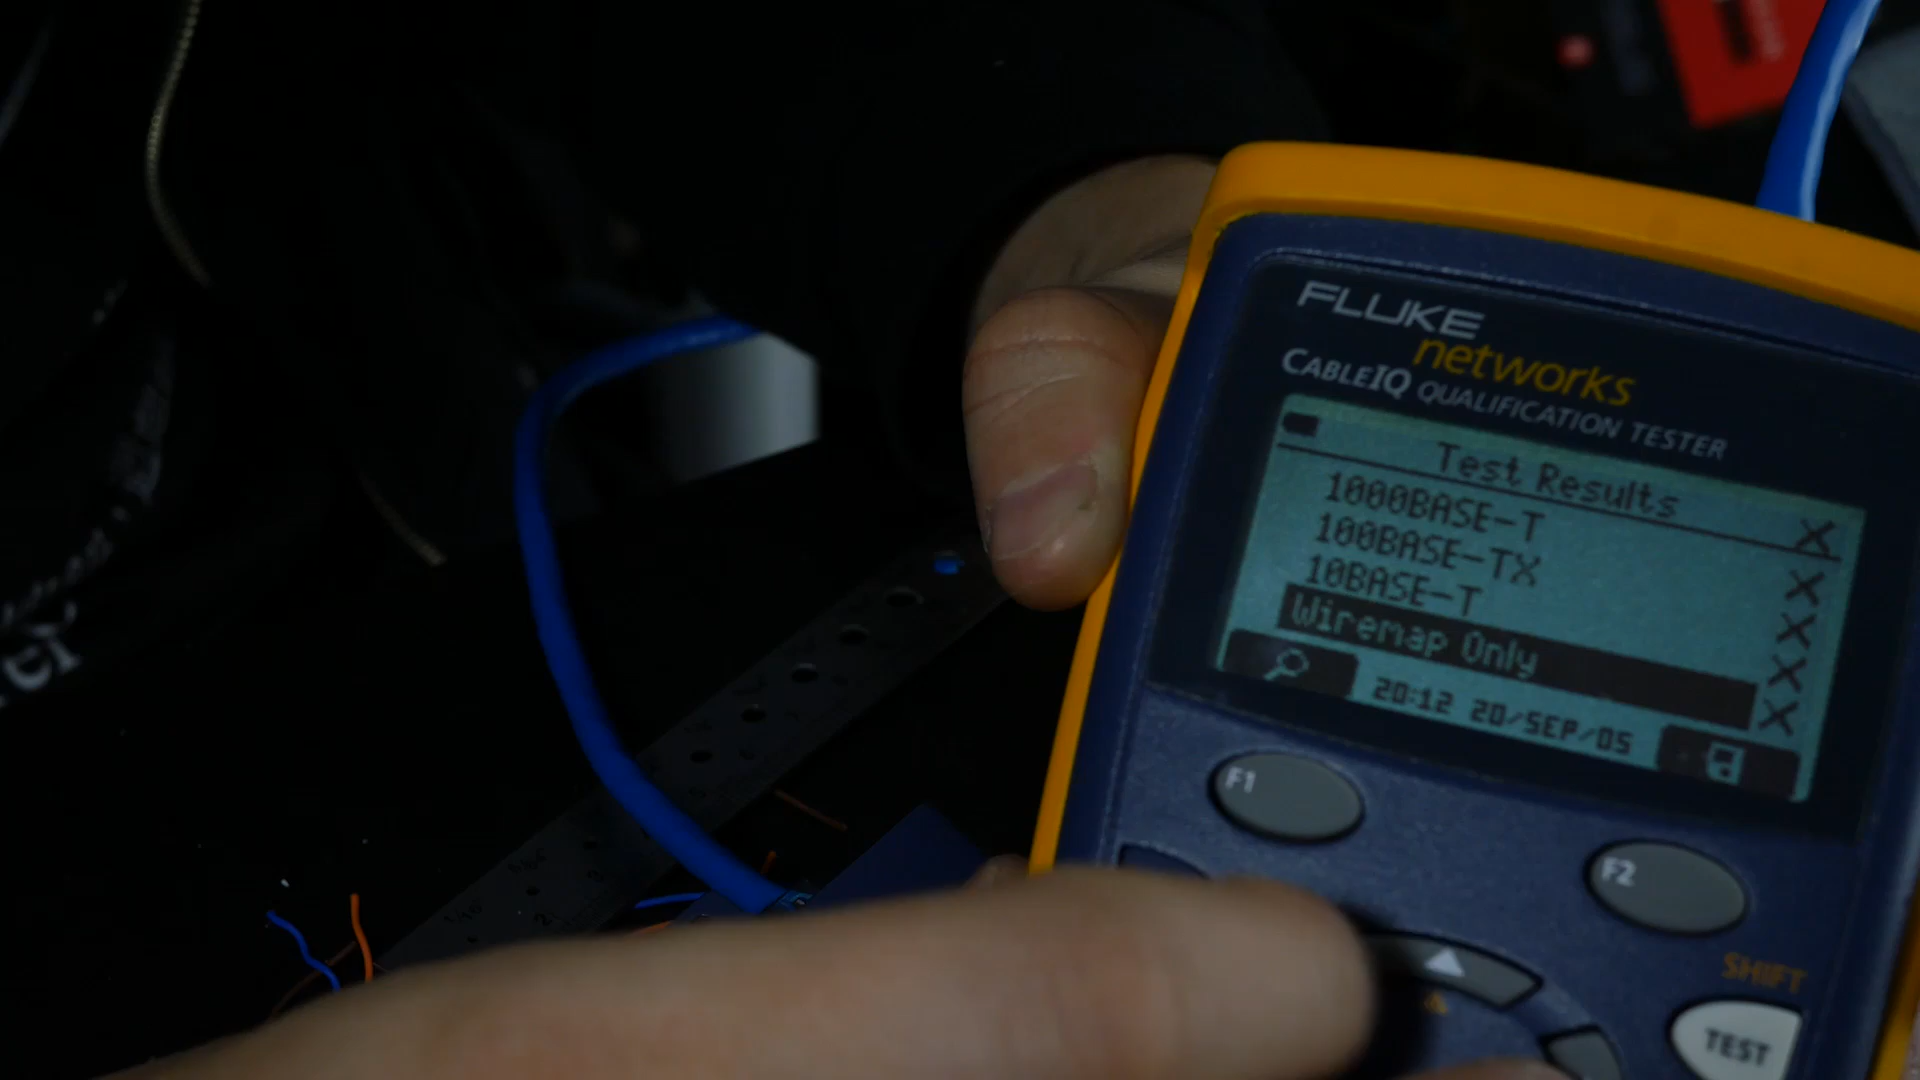 FLUKE
networks
CABLEIQ QUALIFICATION TESTER
Test Results
1000BASE-T X
100BASE-TX X
10BASE-T X
X
Wiremap Only X
20:12 20/SEP/05
F1
F2
SHIFT
TEST